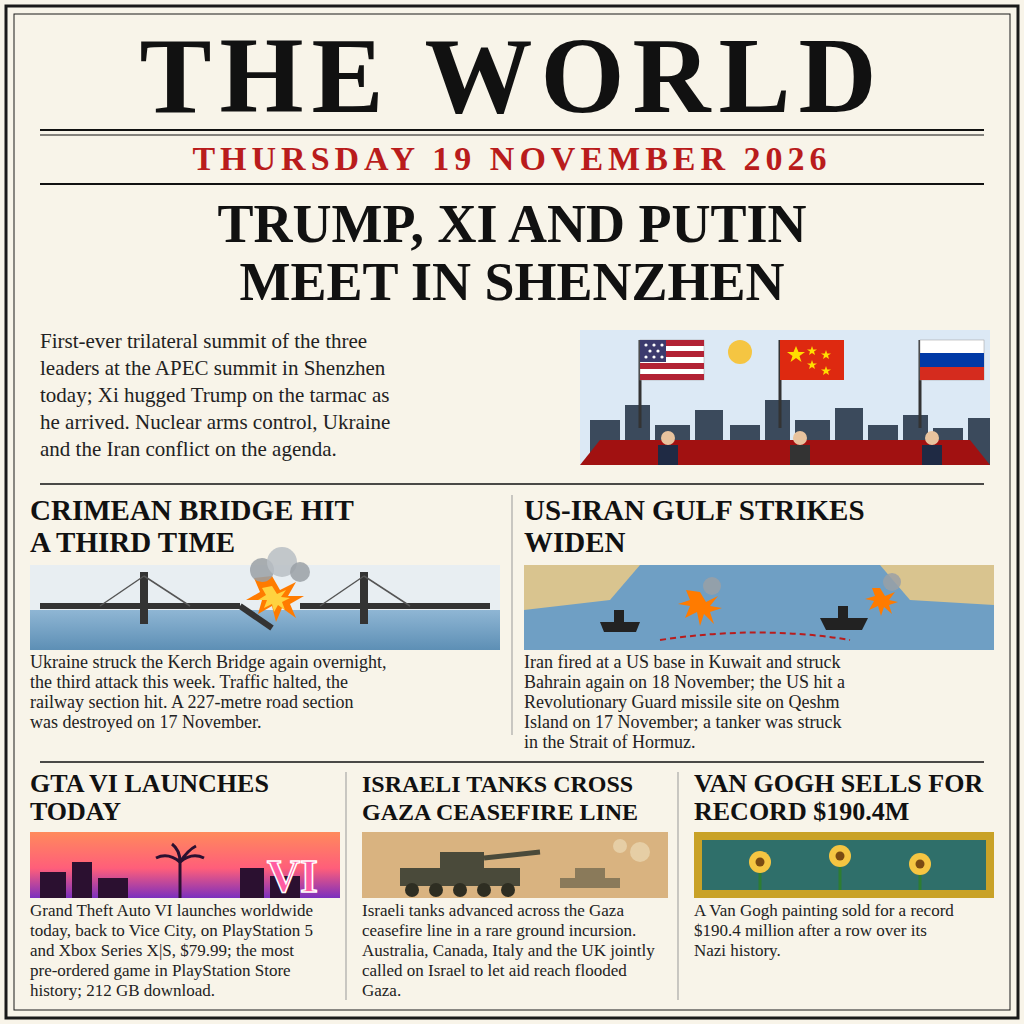 THE WORLD
THURSDAY 19 NOVEMBER 2026
TRUMP, XI AND PUTIN
MEET IN SHENZHEN
First-ever trilateral summit of the three
leaders at the APEC summit in Shenzhen
today; Xi hugged Trump on the tarmac as
he arrived. Nuclear arms control, Ukraine
and the Iran conflict on the agenda.
CRIMEAN BRIDGE HIT
A THIRD TIME
Ukraine struck the Kerch Bridge again overnight,
the third attack this week. Traffic halted, the
railway section hit. A 227-metre road section
was destroyed on 17 November.
US-IRAN GULF STRIKES
WIDEN
Iran fired at a US base in Kuwait and struck
Bahrain again on 18 November; the US hit a
Revolutionary Guard missile site on Qeshm
Island on 17 November; a tanker was struck
in the Strait of Hormuz.
GTA VI LAUNCHES
TODAY
VI
Grand Theft Auto VI launches worldwide
today, back to Vice City, on PlayStation 5
and Xbox Series X|S, $79.99; the most
pre-ordered game in PlayStation Store
history; 212 GB download.
ISRAELI TANKS CROSS
GAZA CEASEFIRE LINE
Israeli tanks advanced across the Gaza
ceasefire line in a rare ground incursion.
Australia, Canada, Italy and the UK jointly
called on Israel to let aid reach flooded
Gaza.
VAN GOGH SELLS FOR
RECORD $190.4M
A Van Gogh painting sold for a record
$190.4 million after a row over its
Nazi history.